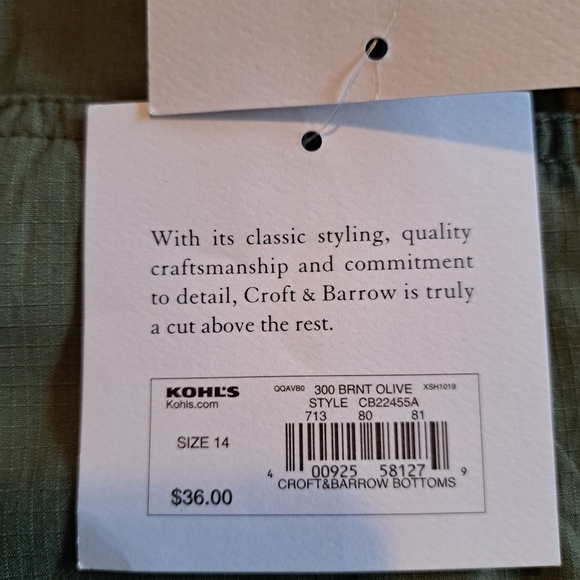 With its classic styling, quality
craftsmanship and commitment
to detail, Croft & Barrow is truly
a cut above the rest.
KOHL'S
Kohls.com
QQAVB0 300 BRNT OLIVE XSH1019
STYLE CB22455A
713 80 81
SIZE 14
4 00925 58127 9
CROFT&BARROW BOTTOMS
$36.00